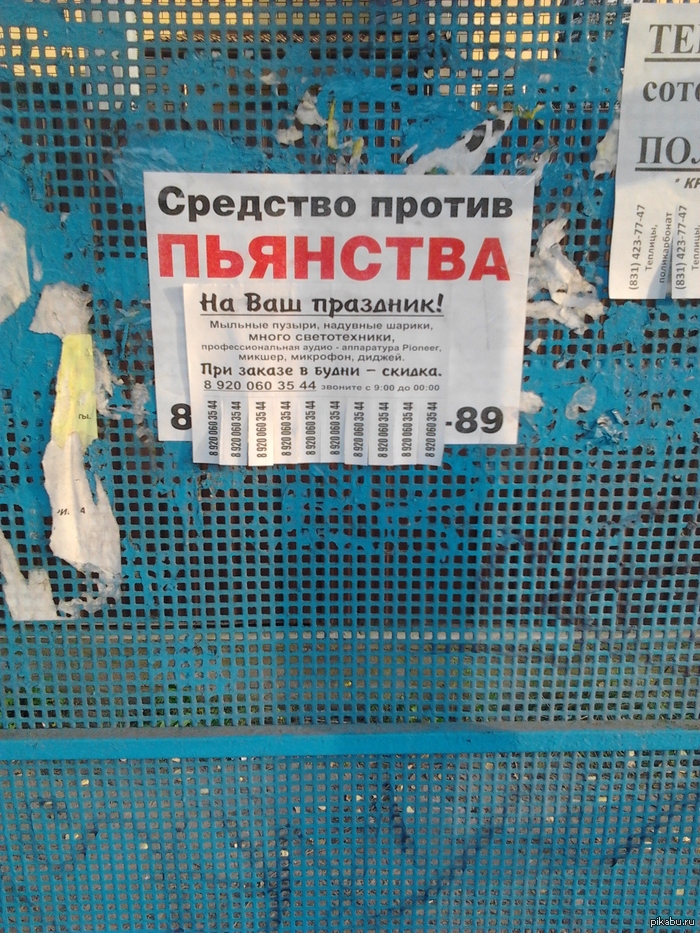 Средство против
ПЬЯНСТВА
На Ваш праздник!
Мыльные пузыри, надувные шарики,
много светотехники,
профессиональная аудио - аппаратура Pioneer,
микшер, микрофон, диджей.
При заказе в будни – скидка.
8 920 060 35 44 звоните с 9:00 до 00:00
8
-89
8 920 060 35 44
8 920 060 35 44
8 920 060 35 44
8 920 060 35 44
8 920 060 35 44
8 920 060 35 44
8 920 060 35 44
8 920 060 35 44
8 920 060 35 44
8 920 060 35 44
ТЕ
сот
ПОЛ
* К
(831) 423-77-47
Теплицы,
поликарбонат
(831) 423-77-47
Теплицы,
pikabu.ru